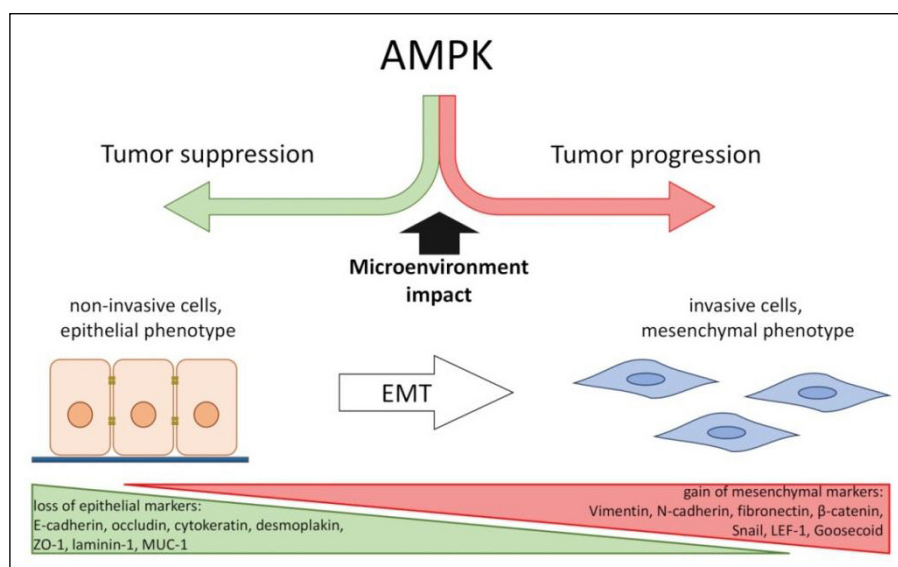 AMPK
Tumor suppression
Tumor progression
Microenvironment
impact
non-invasive cells,
epithelial phenotype
invasive cells,
mesenchymal phenotype
EMT
loss of epithelial markers:
E-cadherin, occludin, cytokeratin, desmoplakin,
ZO-1, laminin-1, MUC-1
gain of mesenchymal markers:
Vimentin, N-cadherin, fibronectin, β-catenin,
Snail, LEF-1, Goosecoid